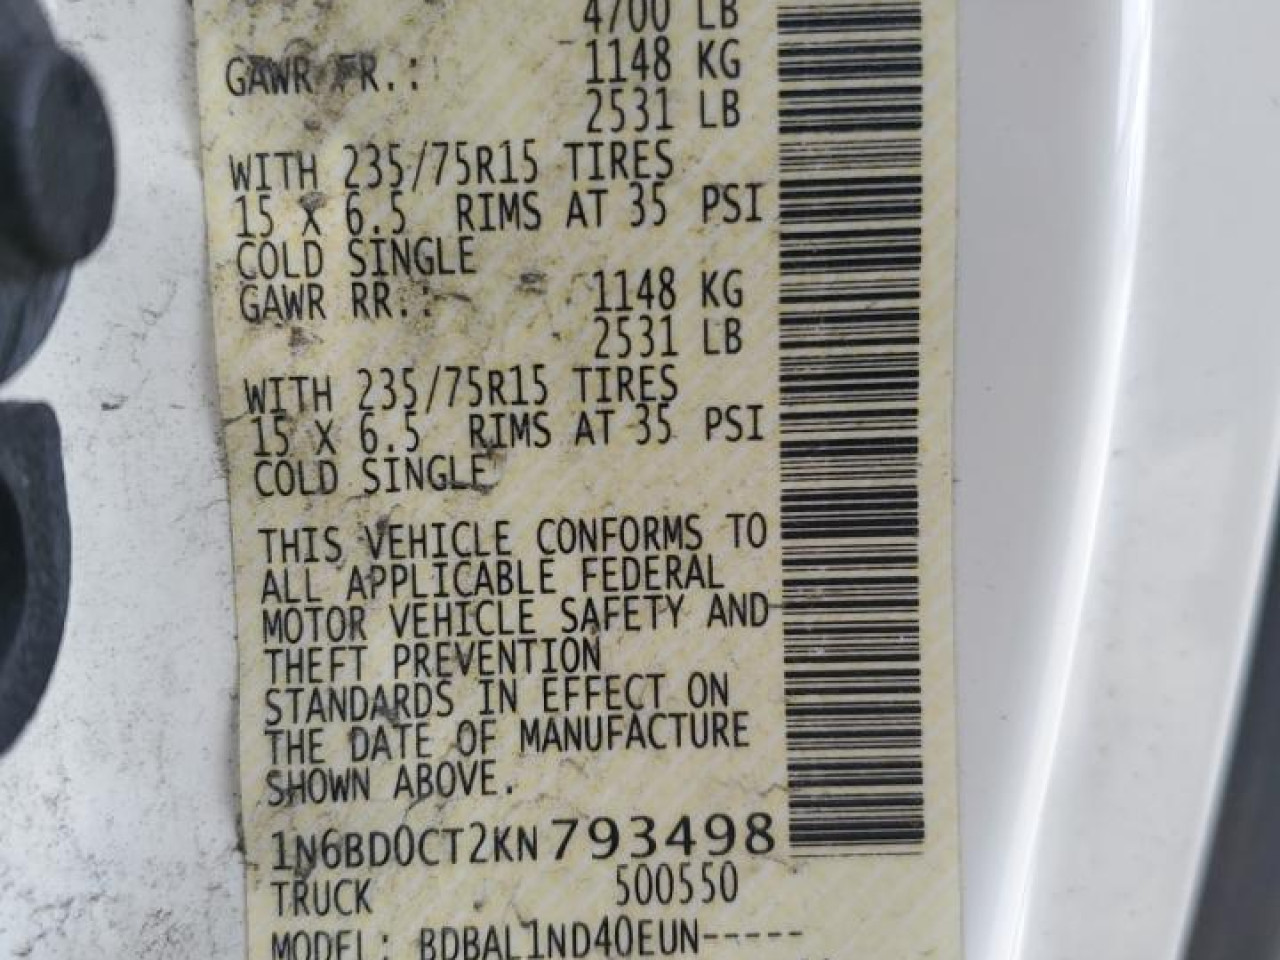 4700 LB
GAWR FR.: 1148 KG
2531 LB
WITH 235/75R15 TIRES
15 X 6.5 RIMS AT 35 PSI
COLD SINGLE
GAWR RR.: 1148 KG
2531 LB
WITH 235/75R15 TIRES
15 X 6.5 RIMS AT 35 PSI
COLD SINGLE
THIS VEHICLE CONFORMS TO
ALL APPLICABLE FEDERAL
MOTOR VEHICLE SAFETY AND
THEFT PREVENTION
STANDARDS IN EFFECT ON
THE DATE OF MANUFACTURE
SHOWN ABOVE.
1N6BD0CT2KN793498
TRUCK 500550
MODEL: BDBAL1ND40EUN-----